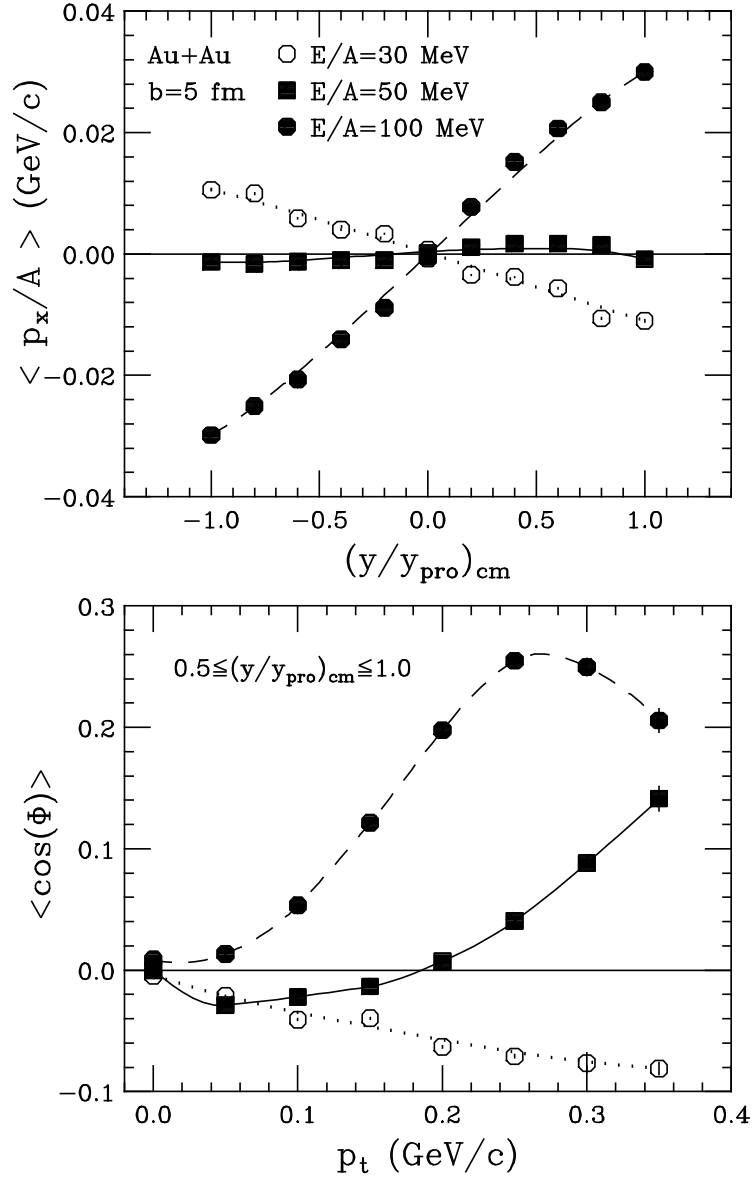 0.04
Au+Au E/A=30 MeV
b=5 fm E/A=50 MeV
E/A=100 MeV
0.02
0.00
−0.02
−0.04
< pₓ/A > (GeV/c)
−1.0 −0.5 0.0 0.5 1.0
(y/y_pro)_cm
0.3
0.5≦(y/y_pro)_cm≦1.0
0.2
0.1
0.0
−0.1
<cos(Φ)>
0.0 0.1 0.2 0.3 0.4
p_t (GeV/c)